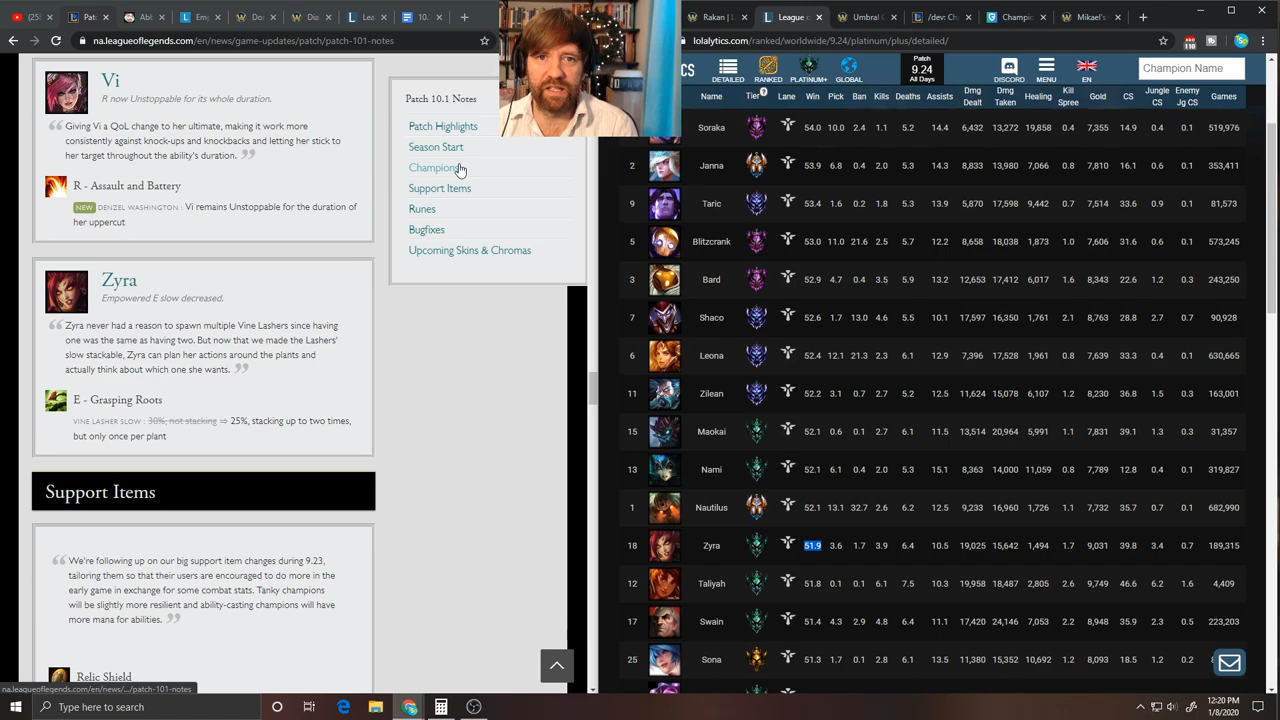 (25
Pat
Abl
Em
Dor
Dia
Lea
10.
Rakan | L
League o
Umbral G
/dev: Ch
Champi
Mikael's
na.leagueoflegends.com/en/news/game-updates/patch/patch-101-notes
lolalytics.com/ranked/worldwide/9.24/platinum/plus/detailed/
Vi
R now Unstoppable for its whole duration.
Giving Vi a QoL change to her ultimate, making it work more
consistently against knock-ups and knockbacks and letting her stick to
her target throughout the ability's duration.
R - Assault and Battery
NEW DENZEL WASHINGTON : Vi remains Unstoppable for the duration of
her uppercut
Zyra
Empowered E slow decreased.
Zyra never had a reason to spawn multiple Vine Lashers since having
one was the same as having two. But now that we made the Lashers'
slow stackable, Zyra can plan her actions around the plants and
actually think about which one she wants.
E - Grasping Roots
VINE LASHER SLOW : 30%, not stacking ⇒ 25%, stacking up to two times,
but only once per plant
Support Items
We're following up on our big support item changes during 9.23,
tailoring them so that their users are encouraged to do more in the
early game in exchange for some combat stats. Tanky champions
will be slightly more resilient and ability-casting champions will have
more mana for abilities.
Relic Shield
Patch 10.1 Notes
Patch Highlights
Season Start
Champions
Support Items
Runes
Bugfixes
Upcoming Skins & Chromas
na.leagueoflegends.com/en/news/.../patch-101-notes
CS DETAILED RANKED PLATINUM+ GLOBAL Patch 9.24 All Days DISCORD MENU EN Champion Name
Name Tier Lane Win Pick Ban Kills Deaths Assists Dmg Dealt Dmg Taken Healing Kill Spree Gold CS Jungle CS Enemy Jg CS Games
Soraka 54.0 10.0 2.4 1.1 5.2 14.4 6,432 13,272 19,858 0.4 7,355 14.9 0.1 519,976
2 Janna 53.9 6.8 0.4 2.0 5.3 14.4 8,833 13,980 7,066 0.8 7,510 16.1 0.6 0.1 353,411
9 Taric 53.4 1.6 0.2 1.8 5.3 13.9 5,870 17,598 9,442 0.7 7,514 33.6 0.9 0.1 81,573
5 Blitzcrank 53.0 11.0 21.6 2.5 5.7 12.2 8,658 18,038 1,873 1.0 7,606 31.6 0.6 0.1 573,245
3 Bard 53.0 4.7 0.4 3.5 5.9 13.2 12,653 17,412 6,017 1.6 8,343 22.6 1.2 0.3 243,250
7 Shaco 52.6 1.7 13.0 4.6 5.5 10.1 17,597 16,350 1,761 2.1 8,763 28.8 2.7 0.7 90,928
6 Leona 52.4 12.1 21.3 2.3 6.1 12.9 7,396 17,528 1,961 0.8 7,509 33.3 0.4 0.1 630,665
11 Zilean 52.2 3.1 0.7 2.7 5.2 12.5 11,624 15,078 6,107 1.2 8,230 36.8 1.5 0.3 163,001
15 Maokai 52.1 0.6 0.1 2.7 6.1 12.5 13,514 20,964 5,991 1.1 7,831 39.1 1.3 0.3 31,357
13 Nami 52.1 6.1 0.4 2.0 5.3 15.1 8,363 14,000 11,059 0.8 7,789 12.8 0.4 0.1 319,827
1 Nautilus 52.1 13.1 32.7 2.6 6.2 12.5 9,233 16,960 1,726 1.1 7,732 35.7 0.7 0.1 682,990
18 Zyra 51.9 3.6 1.7 3.9 6.4 10.5 19,025 15,642 1,494 1.7 9,031 39.8 3.4 0.7 189,315
12 Taliyah 51.8 0.1 0.1 6.1 7.5 10.3 19,958 18,487 2,805 2.6 9,749 46.6 6.2 1.6 4,409
17 Swain 51.4 4.3 2.9 4.8 6.4 11.1 17,420 24,146 7,053 2.2 8,948 35.9 2.3 0.5 223,203
25 Sona 51.3 1.7 0.1 2.8 6.1 13.5 11,385 15,352 10,692 1.2 8,093 18.5 1.2 0.2
Type here to search
12:20 PM
1/8/2020